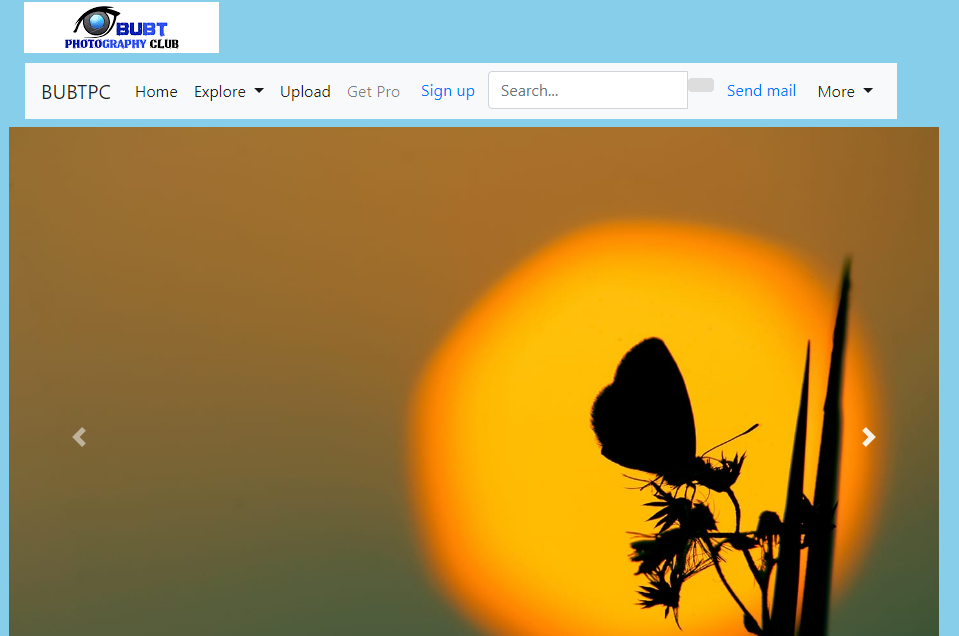 BUBT
PHOTOGRAPHY CLUB
BUBTPC Home Explore Upload Get Pro Sign up Search... Send mail More